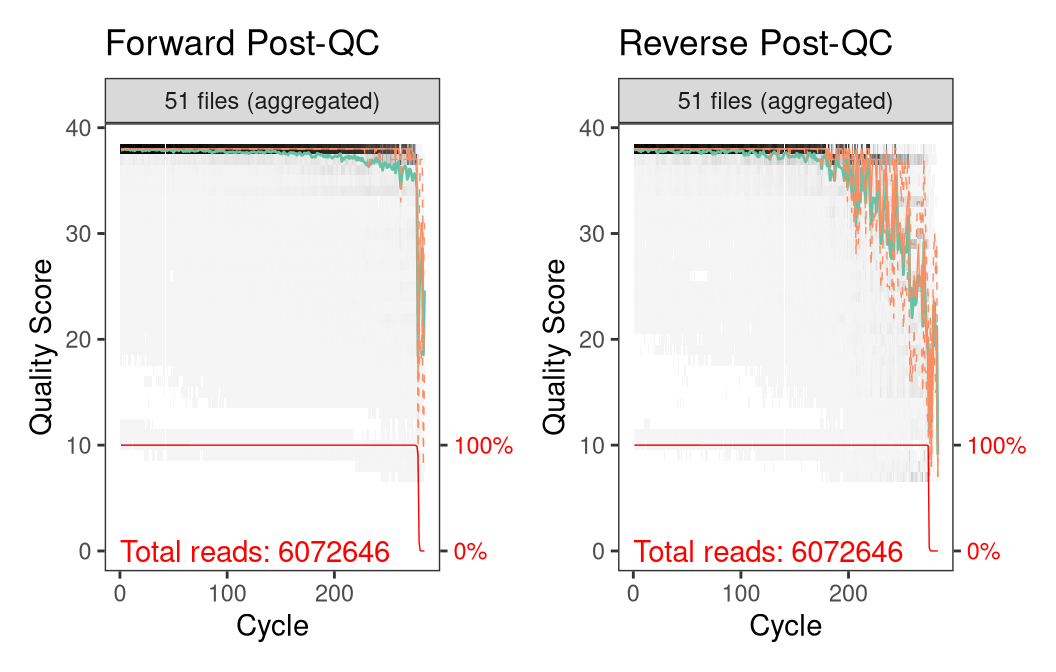 Forward Post-QC
51 files (aggregated)
40
30
20
10
0
Quality Score
100%
0%
Total reads: 6072646
0
100
200
Cycle
Reverse Post-QC
51 files (aggregated)
40
30
20
10
0
Quality Score
100%
0%
Total reads: 6072646
0
100
200
Cycle